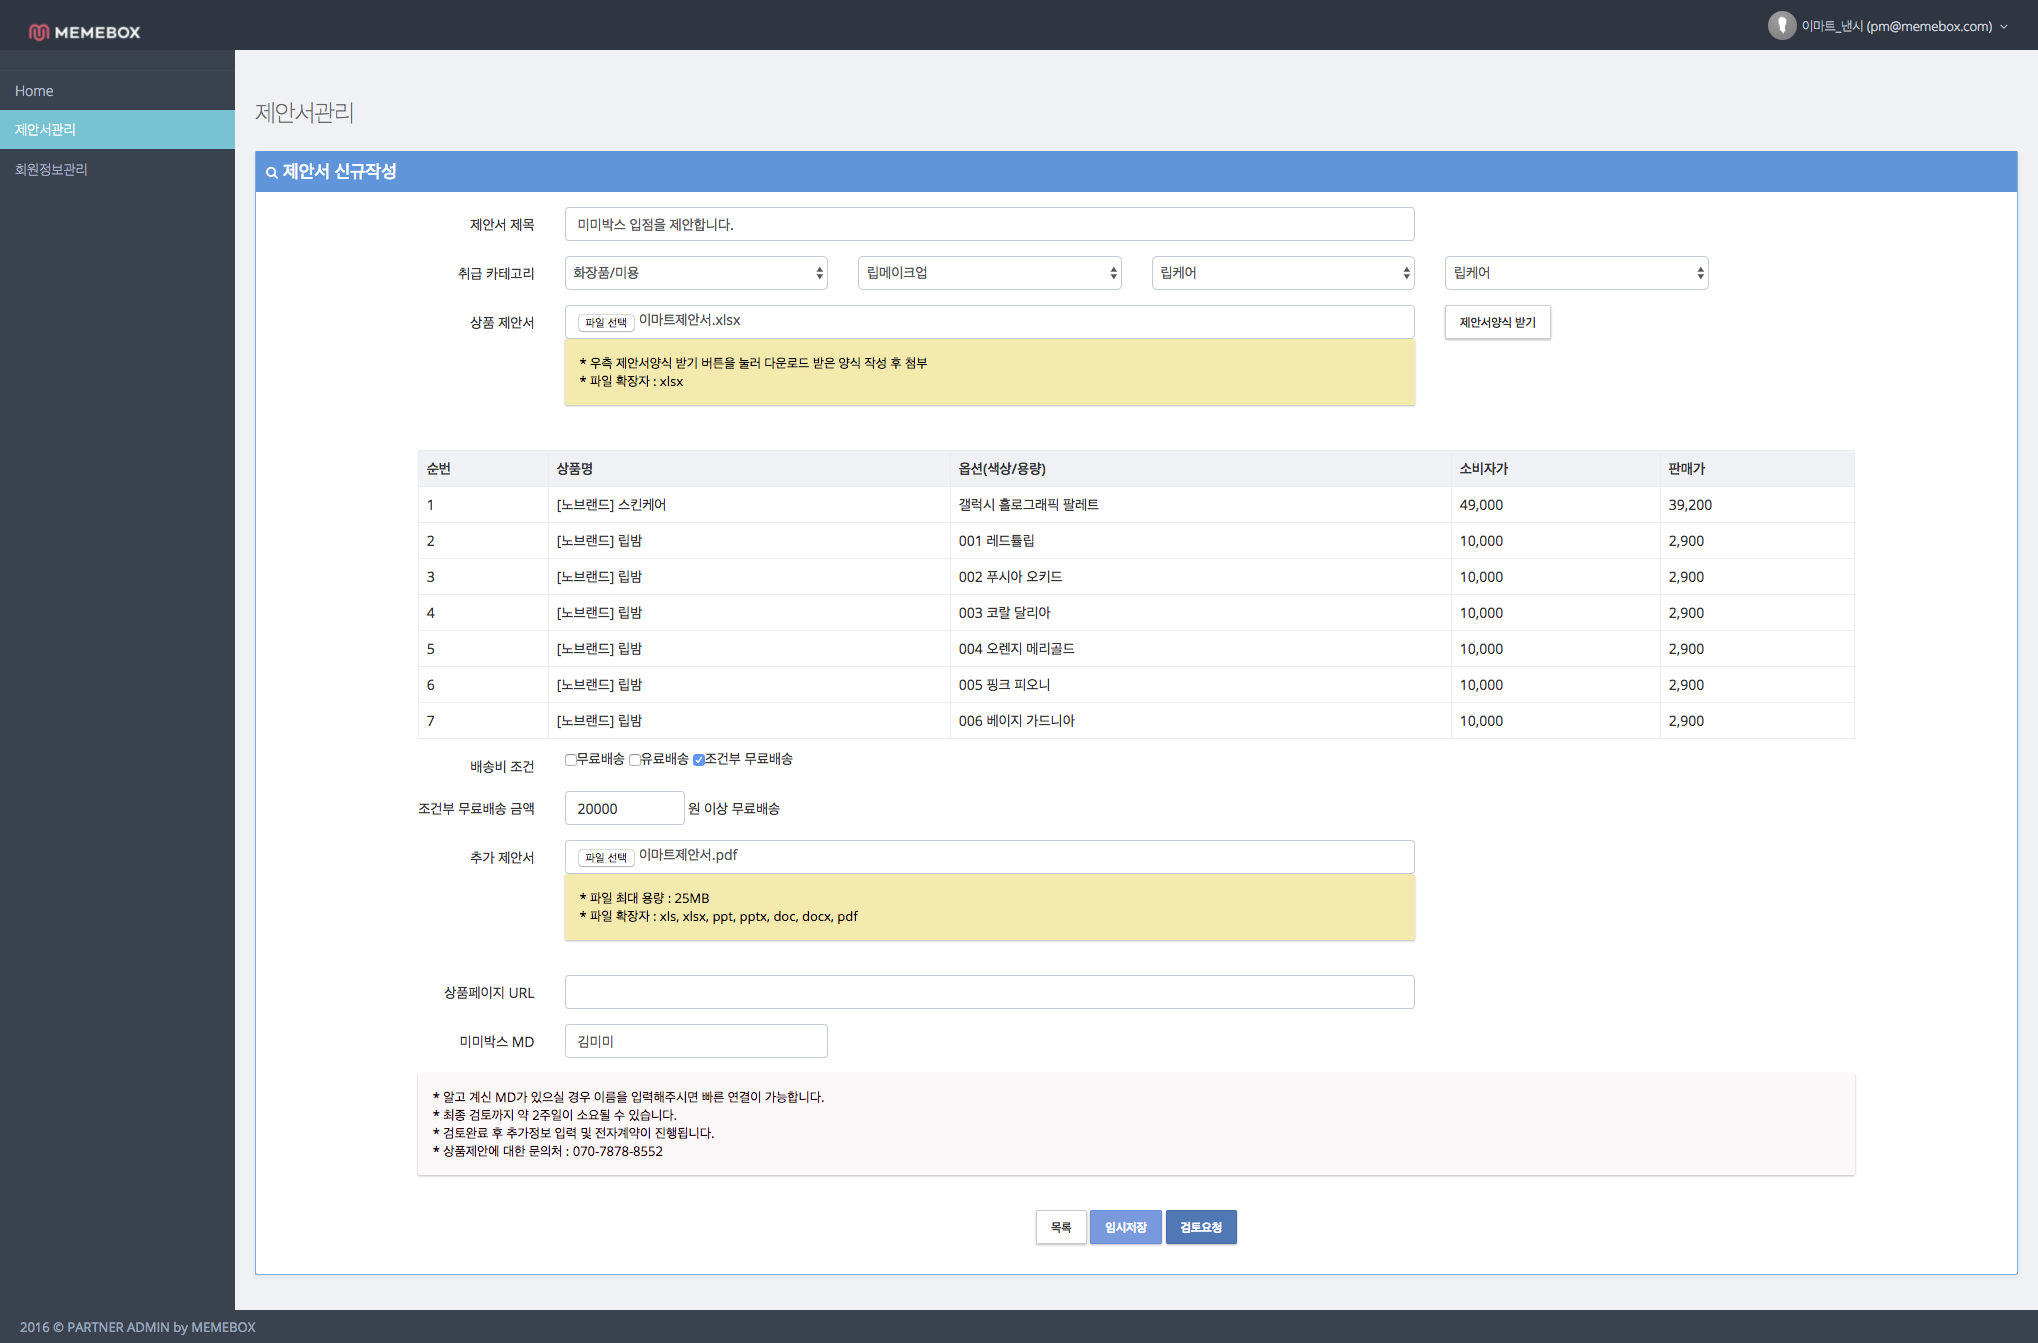 MEMEBOX
이마트_낸시 (pm@memebox.com)
Home
제안서관리
회원정보관리
제안서관리
제안서 신규작성
제안서 제목 미미박스 입점을 제안합니다.
취급 카테고리 화장품/미용 립메이크업 립케어 립케어
상품 제안서 파일 선택 이마트제안서.xlsx 제안서양식 받기
* 우측 제안서양식 받기 버튼을 눌러 다운로드 받은 양식 작성 후 첨부
* 파일 확장자 : xlsx
순번 상품명 옵션(색상/용량) 소비자가 판매가
1 [노브랜드] 스킨케어 갤럭시 홀로그래픽 팔레트 49,000 39,200
2 [노브랜드] 립밤 001 레드튤립 10,000 2,900
3 [노브랜드] 립밤 002 푸시아 오키드 10,000 2,900
4 [노브랜드] 립밤 003 코랄 달리아 10,000 2,900
5 [노브랜드] 립밤 004 오렌지 메리골드 10,000 2,900
6 [노브랜드] 립밤 005 핑크 피오니 10,000 2,900
7 [노브랜드] 립밤 006 베이지 가드니아 10,000 2,900
배송비 조건 무료배송 유료배송 조건부 무료배송
조건부 무료배송 금액 20000 원 이상 무료배송
추가 제안서 파일 선택 이마트제안서.pdf
* 파일 최대 용량 : 25MB
* 파일 확장자 : xls, xlsx, ppt, pptx, doc, docx, pdf
상품페이지 URL
미미박스 MD 김미미
* 알고 계신 MD가 있으실 경우 이름을 입력해주시면 빠른 연결이 가능합니다.
* 최종 검토까지 약 2주일이 소요될 수 있습니다.
* 검토완료 후 추가정보 입력 및 전자계약이 진행됩니다.
* 상품제안에 대한 문의처 : 070-7878-8552
목록 임시저장 검토요청
2016 © PARTNER ADMIN by MEMEBOX